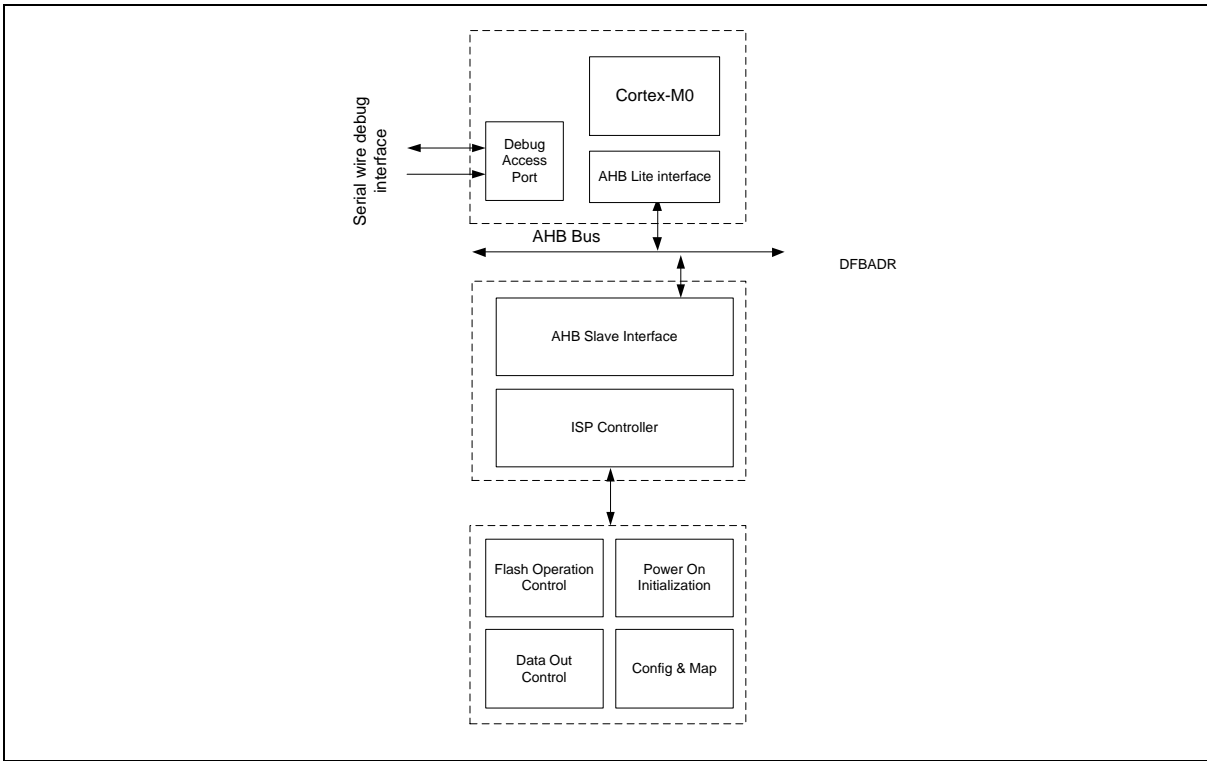 Cortex-M0
Serial wire debug
interface
Debug
Access
Port
AHB Lite interface
AHB Bus
DFBADR
AHB Slave Interface
ISP Controller
Flash Operation
Control
Power On
Initialization
Data Out
Control
Config & Map